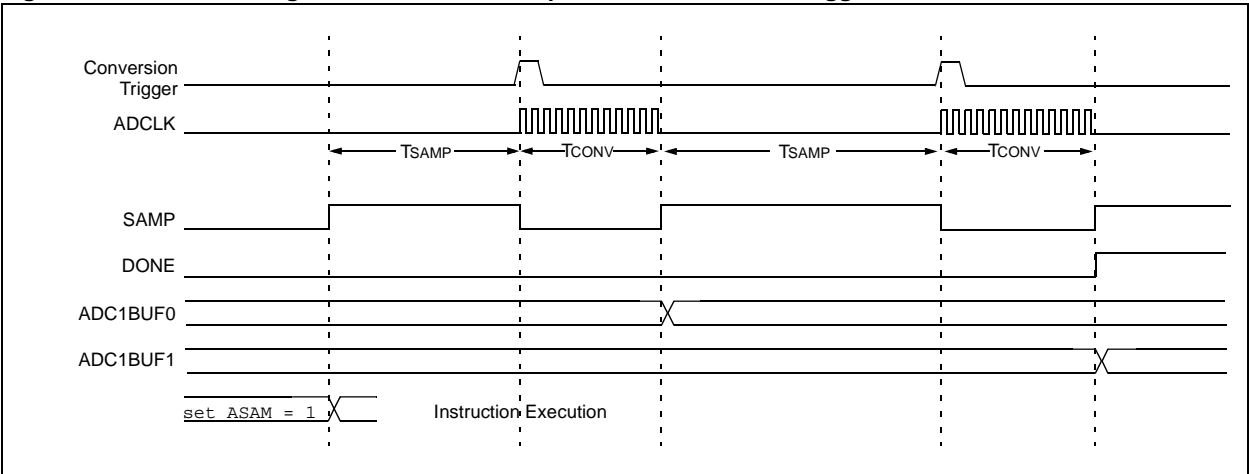 Conversion
Trigger
ADCLK
TSAMP TCONV TSAMP TCONV
SAMP
DONE
ADC1BUF0
ADC1BUF1
set ASAM = 1 Instruction Execution